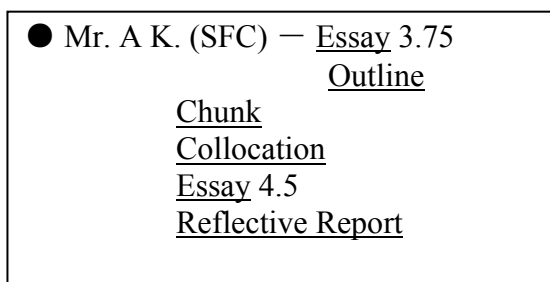 ● Mr. A K. (SFC) － Essay 3.75
Outline
Chunk
Collocation
Essay 4.5
Reflective Report